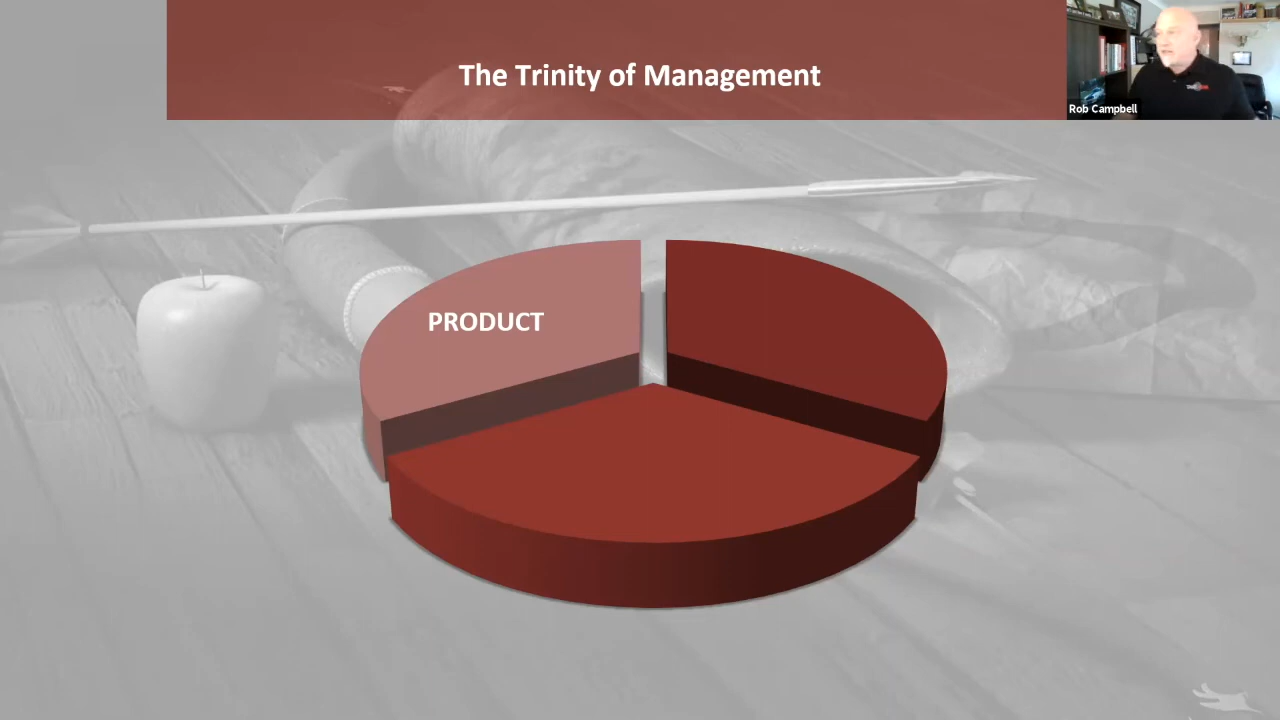 The Trinity of Management
Rob Campbell
PRODUCT